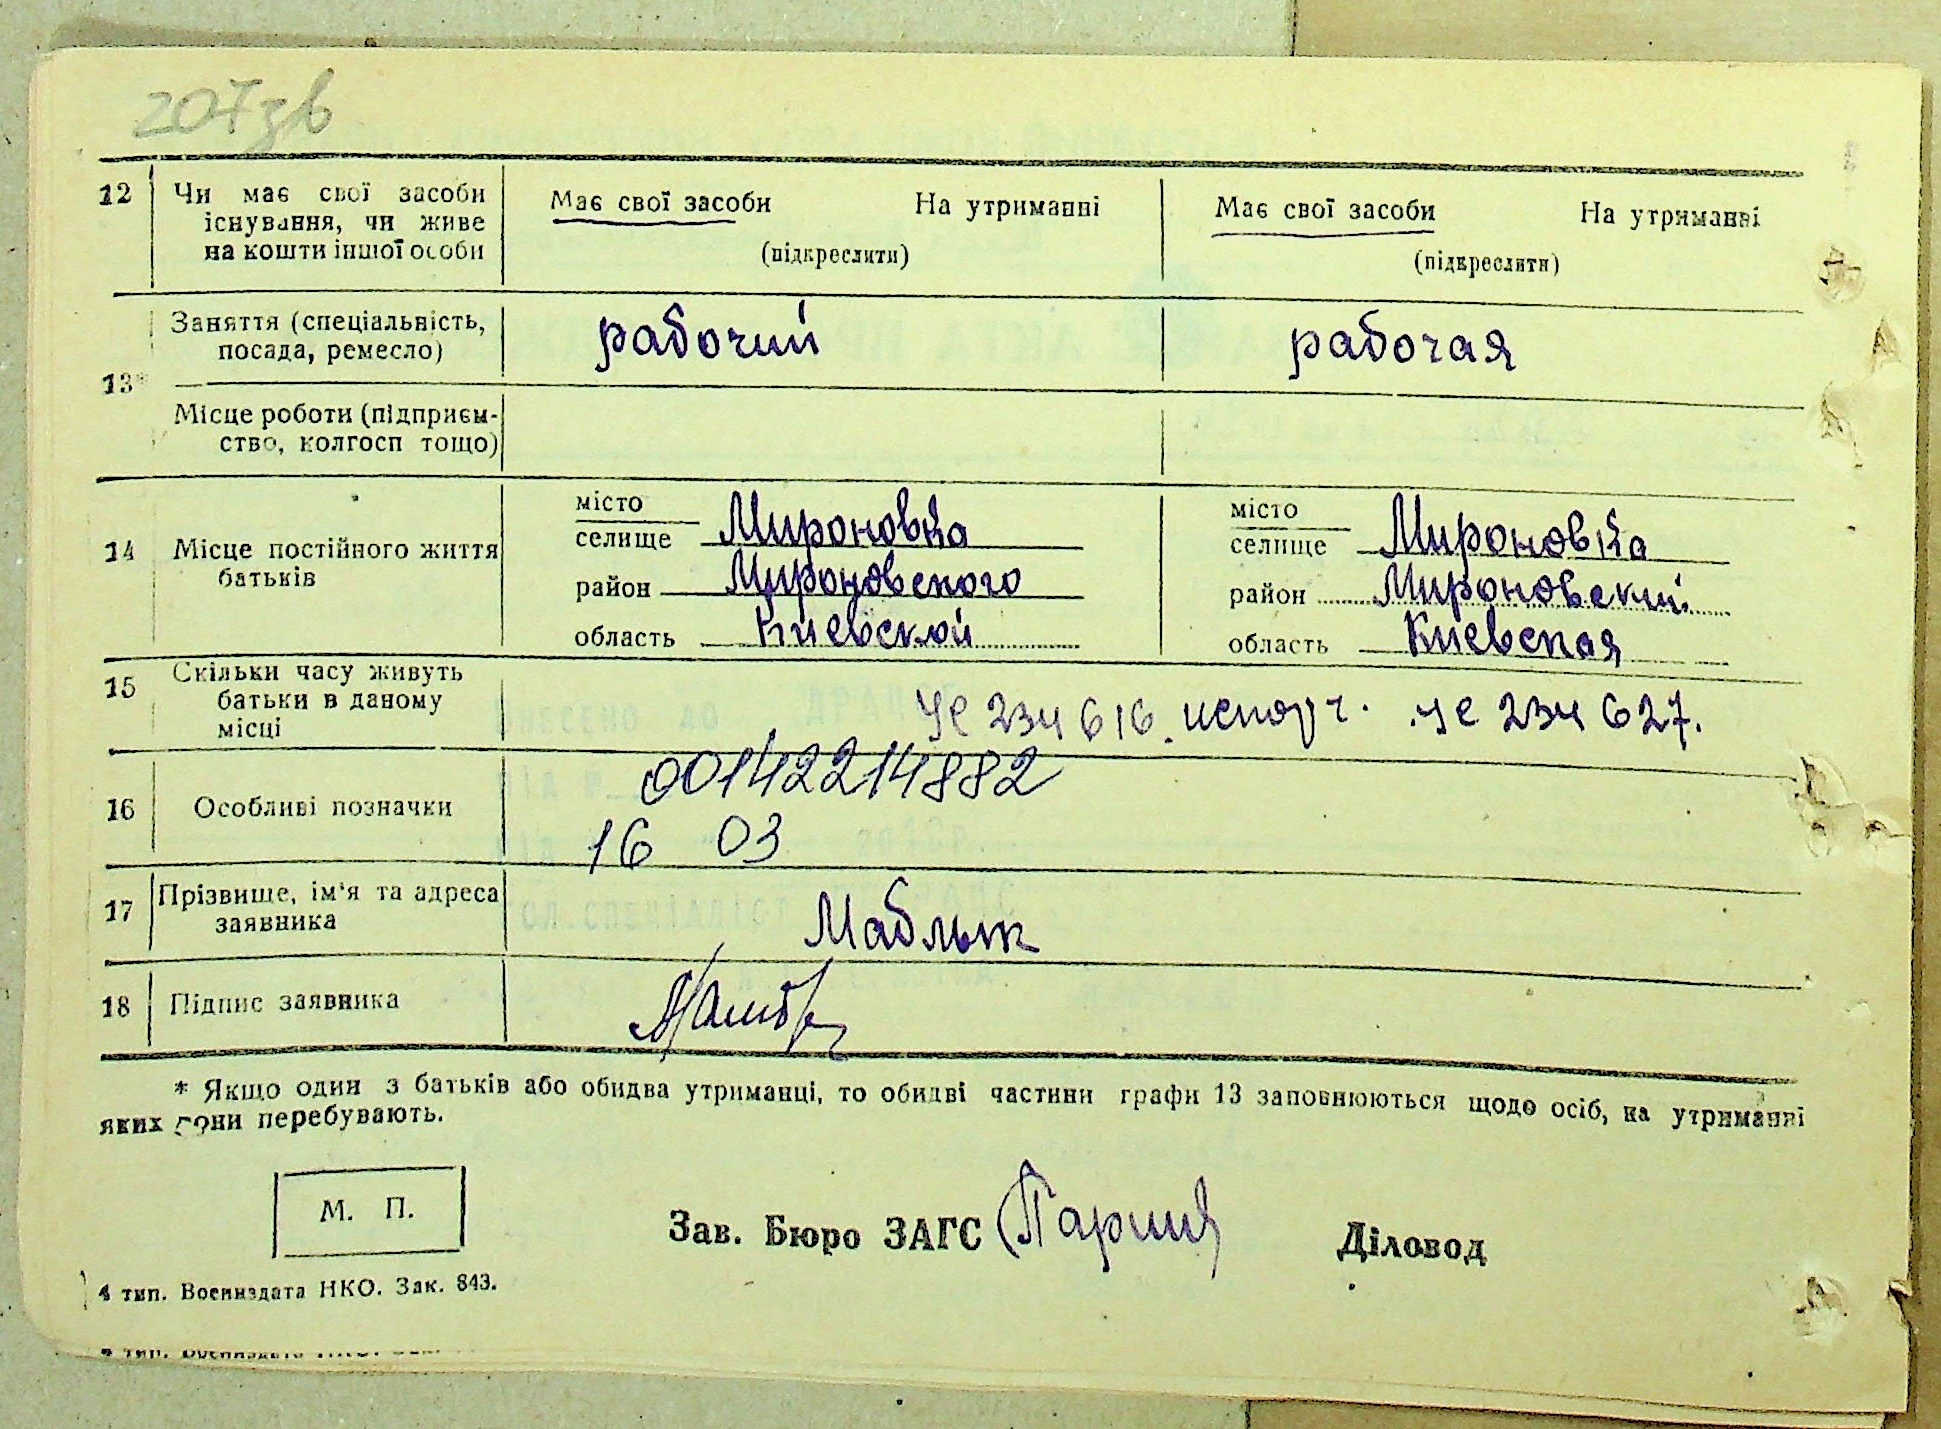 207зв
12 Чи має свої засоби існування, чи живе на кошти іншої особи
Має свої засоби На утриманні
(підкреслити)
Має свої засоби На утриманні
(підкреслити)
13*
Заняття (спеціальність, посада, ремесло)
рабочий
рабочая
Місце роботи (підприємство, колгосп тощо)
14 Місце постійного життя батьків
місто
селище Мироновка
район Мироновского
область Киевской
місто
селище Мироновка
район Мироновский
область Киевская
15 Скільки часу живуть батьки в даному місці
234616. испорч. 234627.
16 Особливі позначки
00142214882
16 03
17 Прізвище, ім'я та адреса заявника
18 Підпис заявника
* Якщо один з батьків або обидва утриманці, то обидві частини графи 13 заповнюються щодо осіб, на утриманні
яких вони перебувають.
М. П.
Зав. Бюро ЗАГС
Діловод
4 тип. Воениздата НКО. Зак. 843.